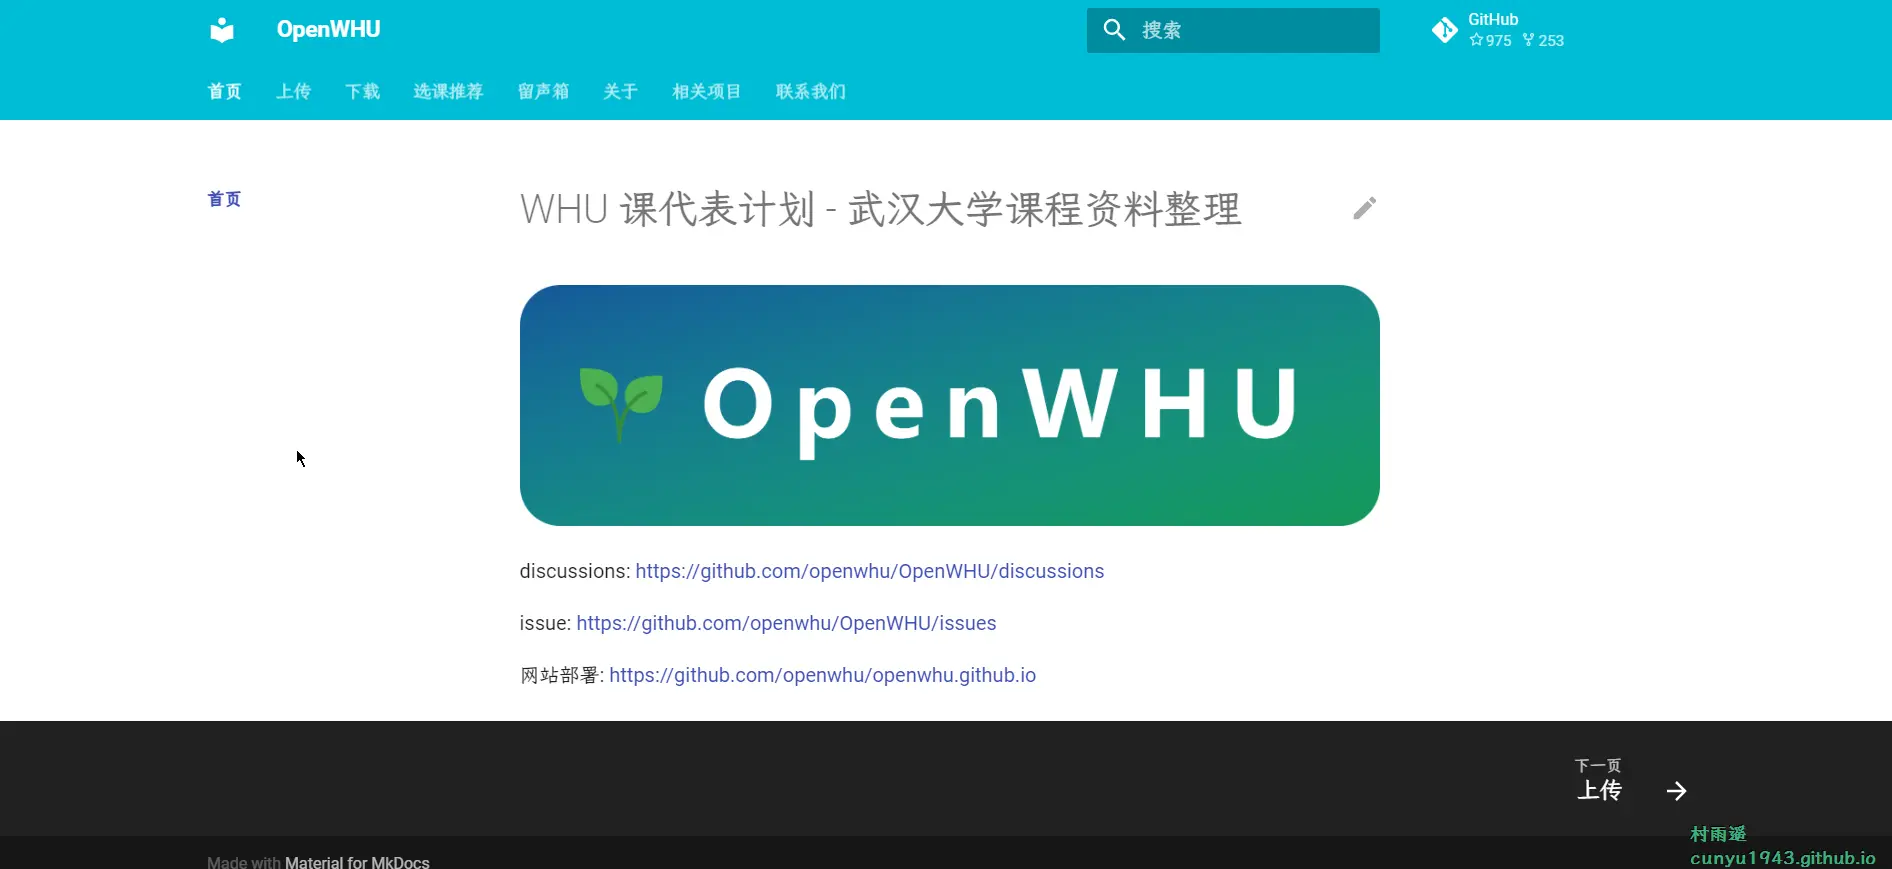 OpenWHU
搜索
GitHub
975 253
首页 上传 下载 选课推荐 留声箱 关于 相关项目 联系我们
首页
WHU 课代表计划 - 武汉大学课程资料整理
OpenWHU
discussions: https://github.com/openwhu/OpenWHU/discussions
issue: https://github.com/openwhu/OpenWHU/issues
网站部署: https://github.com/openwhu/openwhu.github.io
下一页
上传
村雨遥
cunyu1943.github.io
Made with Material for MkDocs